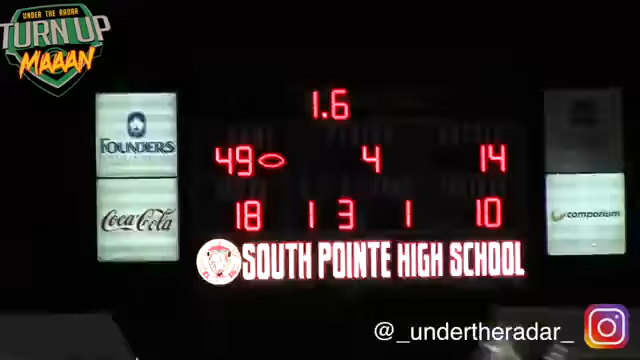 UNDER THE RADAR
TURN UP
MAAAN
1.6
FOUNDERS
49 4 14
Coca-Cola
18 1 3 1 10
comporium
SOUTH POINTE HIGH SCHOOL
@_undertheradar_